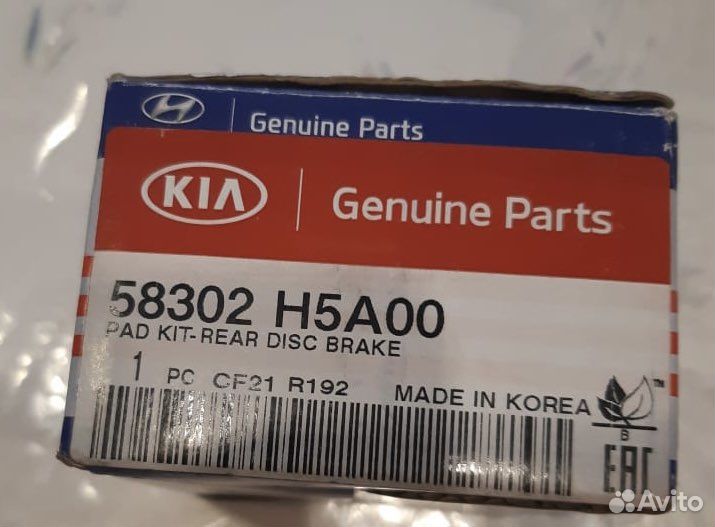 Genuine Parts
KIA Genuine Parts
58302 H5A00
PAD KIT-REAR DISC BRAKE
1 PC CF21 R192 MADE IN KOREA
TM
B
EAC
Avito